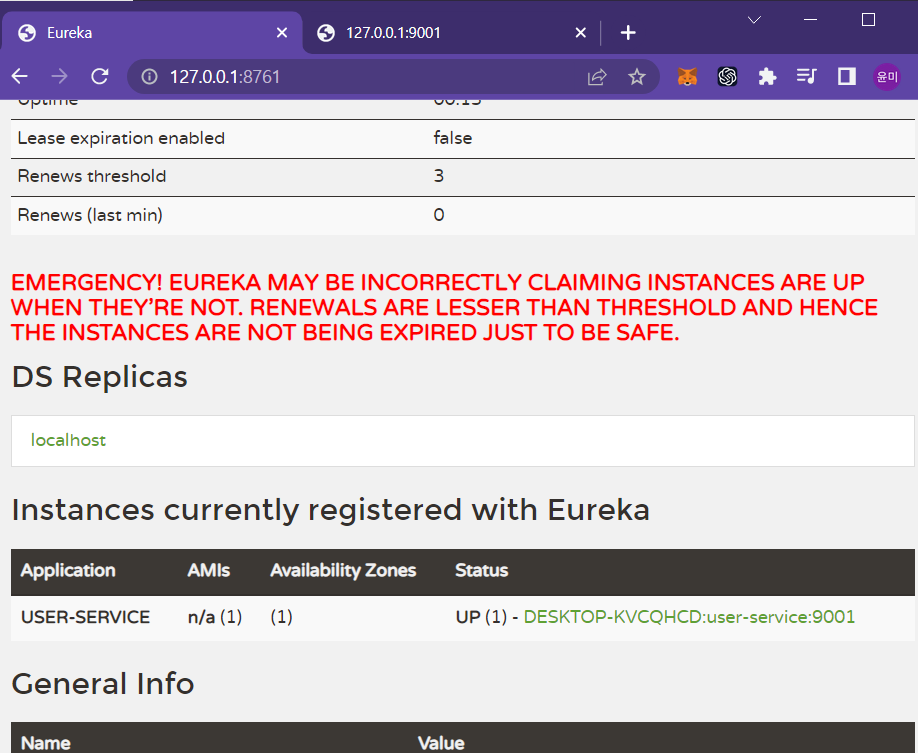 Eureka
127.0.0.1:9001
127.0.0.1:8761
윤미
Uptime 00:13
Lease expiration enabled false
Renews threshold 3
Renews (last min) 0
EMERGENCY! EUREKA MAY BE INCORRECTLY CLAIMING INSTANCES ARE UP
WHEN THEY'RE NOT. RENEWALS ARE LESSER THAN THRESHOLD AND HENCE
THE INSTANCES ARE NOT BEING EXPIRED JUST TO BE SAFE.
DS Replicas
localhost
Instances currently registered with Eureka
Application AMIs Availability Zones Status
USER-SERVICE n/a (1) (1) UP (1) - DESKTOP-KVCQHCD:user-service:9001
General Info
Name Value